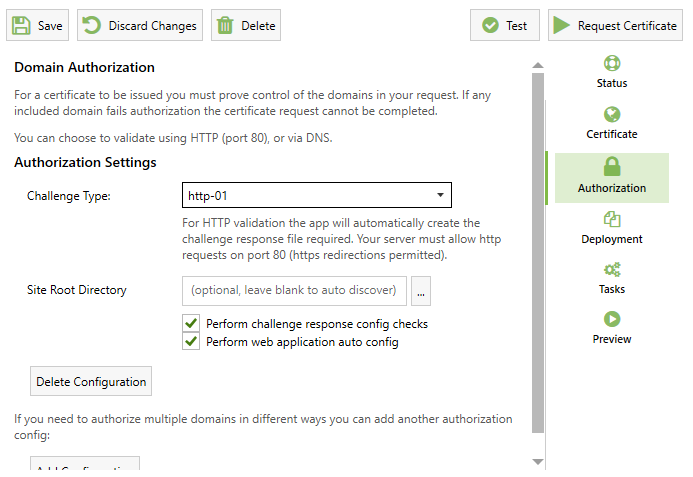 Save
Discard Changes
Delete
Test
Request Certificate
Domain Authorization
For a certificate to be issued you must prove control of the domains in your request. If any
included domain fails authorization the certificate request cannot be completed.
You can choose to validate using HTTP (port 80), or via DNS.
Authorization Settings
Challenge Type:
http-01
For HTTP validation the app will automatically create the
challenge response file required. Your server must allow http
requests on port 80 (https redirections permitted).
Site Root Directory
(optional, leave blank to auto discover)
...
Perform challenge response config checks
Perform web application auto config
Delete Configuration
If you need to authorize multiple domains in different ways you can add another authorization
config:
Add Configuration
Status
Certificate
Authorization
Deployment
Tasks
Preview